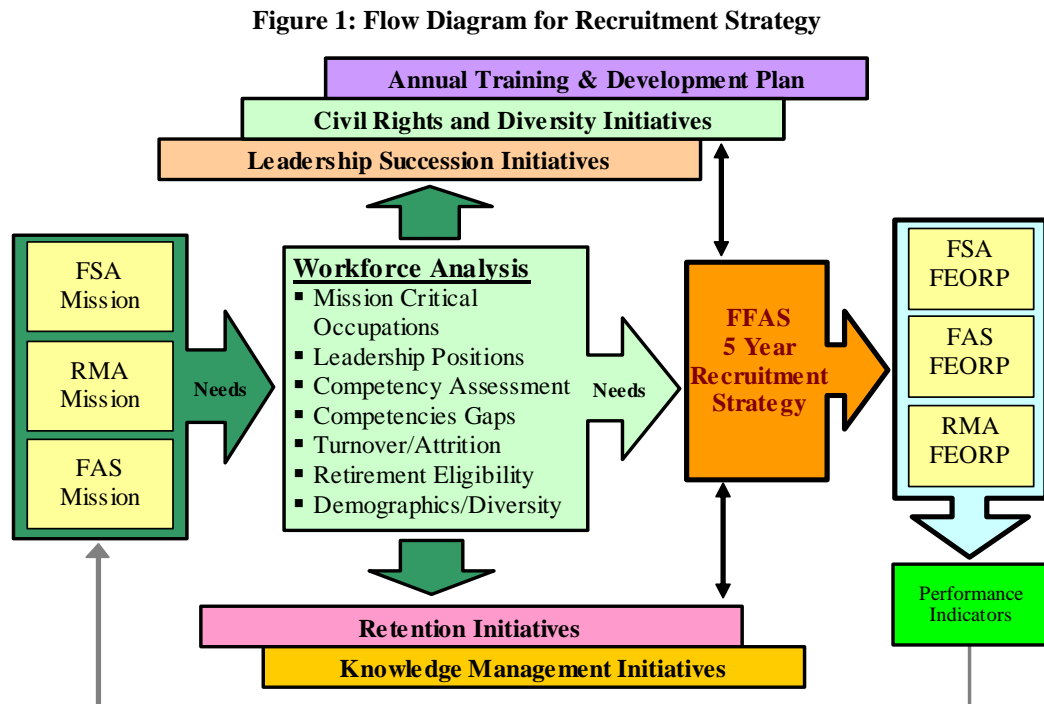 Figure 1: Flow Diagram for Recruitment Strategy
Annual Training & Development Plan
Civil Rights and Diversity Initiatives
Leadership Succession Initiatives
FSA
Mission
RMA
Mission
FAS
Mission
Needs
Workforce Analysis
▪ Mission Critical
Occupations
▪ Leadership Positions
▪ Competency Assessment
▪ Competencies Gaps
▪ Turnover/Attrition
▪ Retirement Eligibility
▪ Demographics/Diversity
Needs
FFAS
5 Year
Recruitment
Strategy
FSA
FEORP
FAS
FEORP
RMA
FEORP
Performance
Indicators
Retention Initiatives
Knowledge Management Initiatives